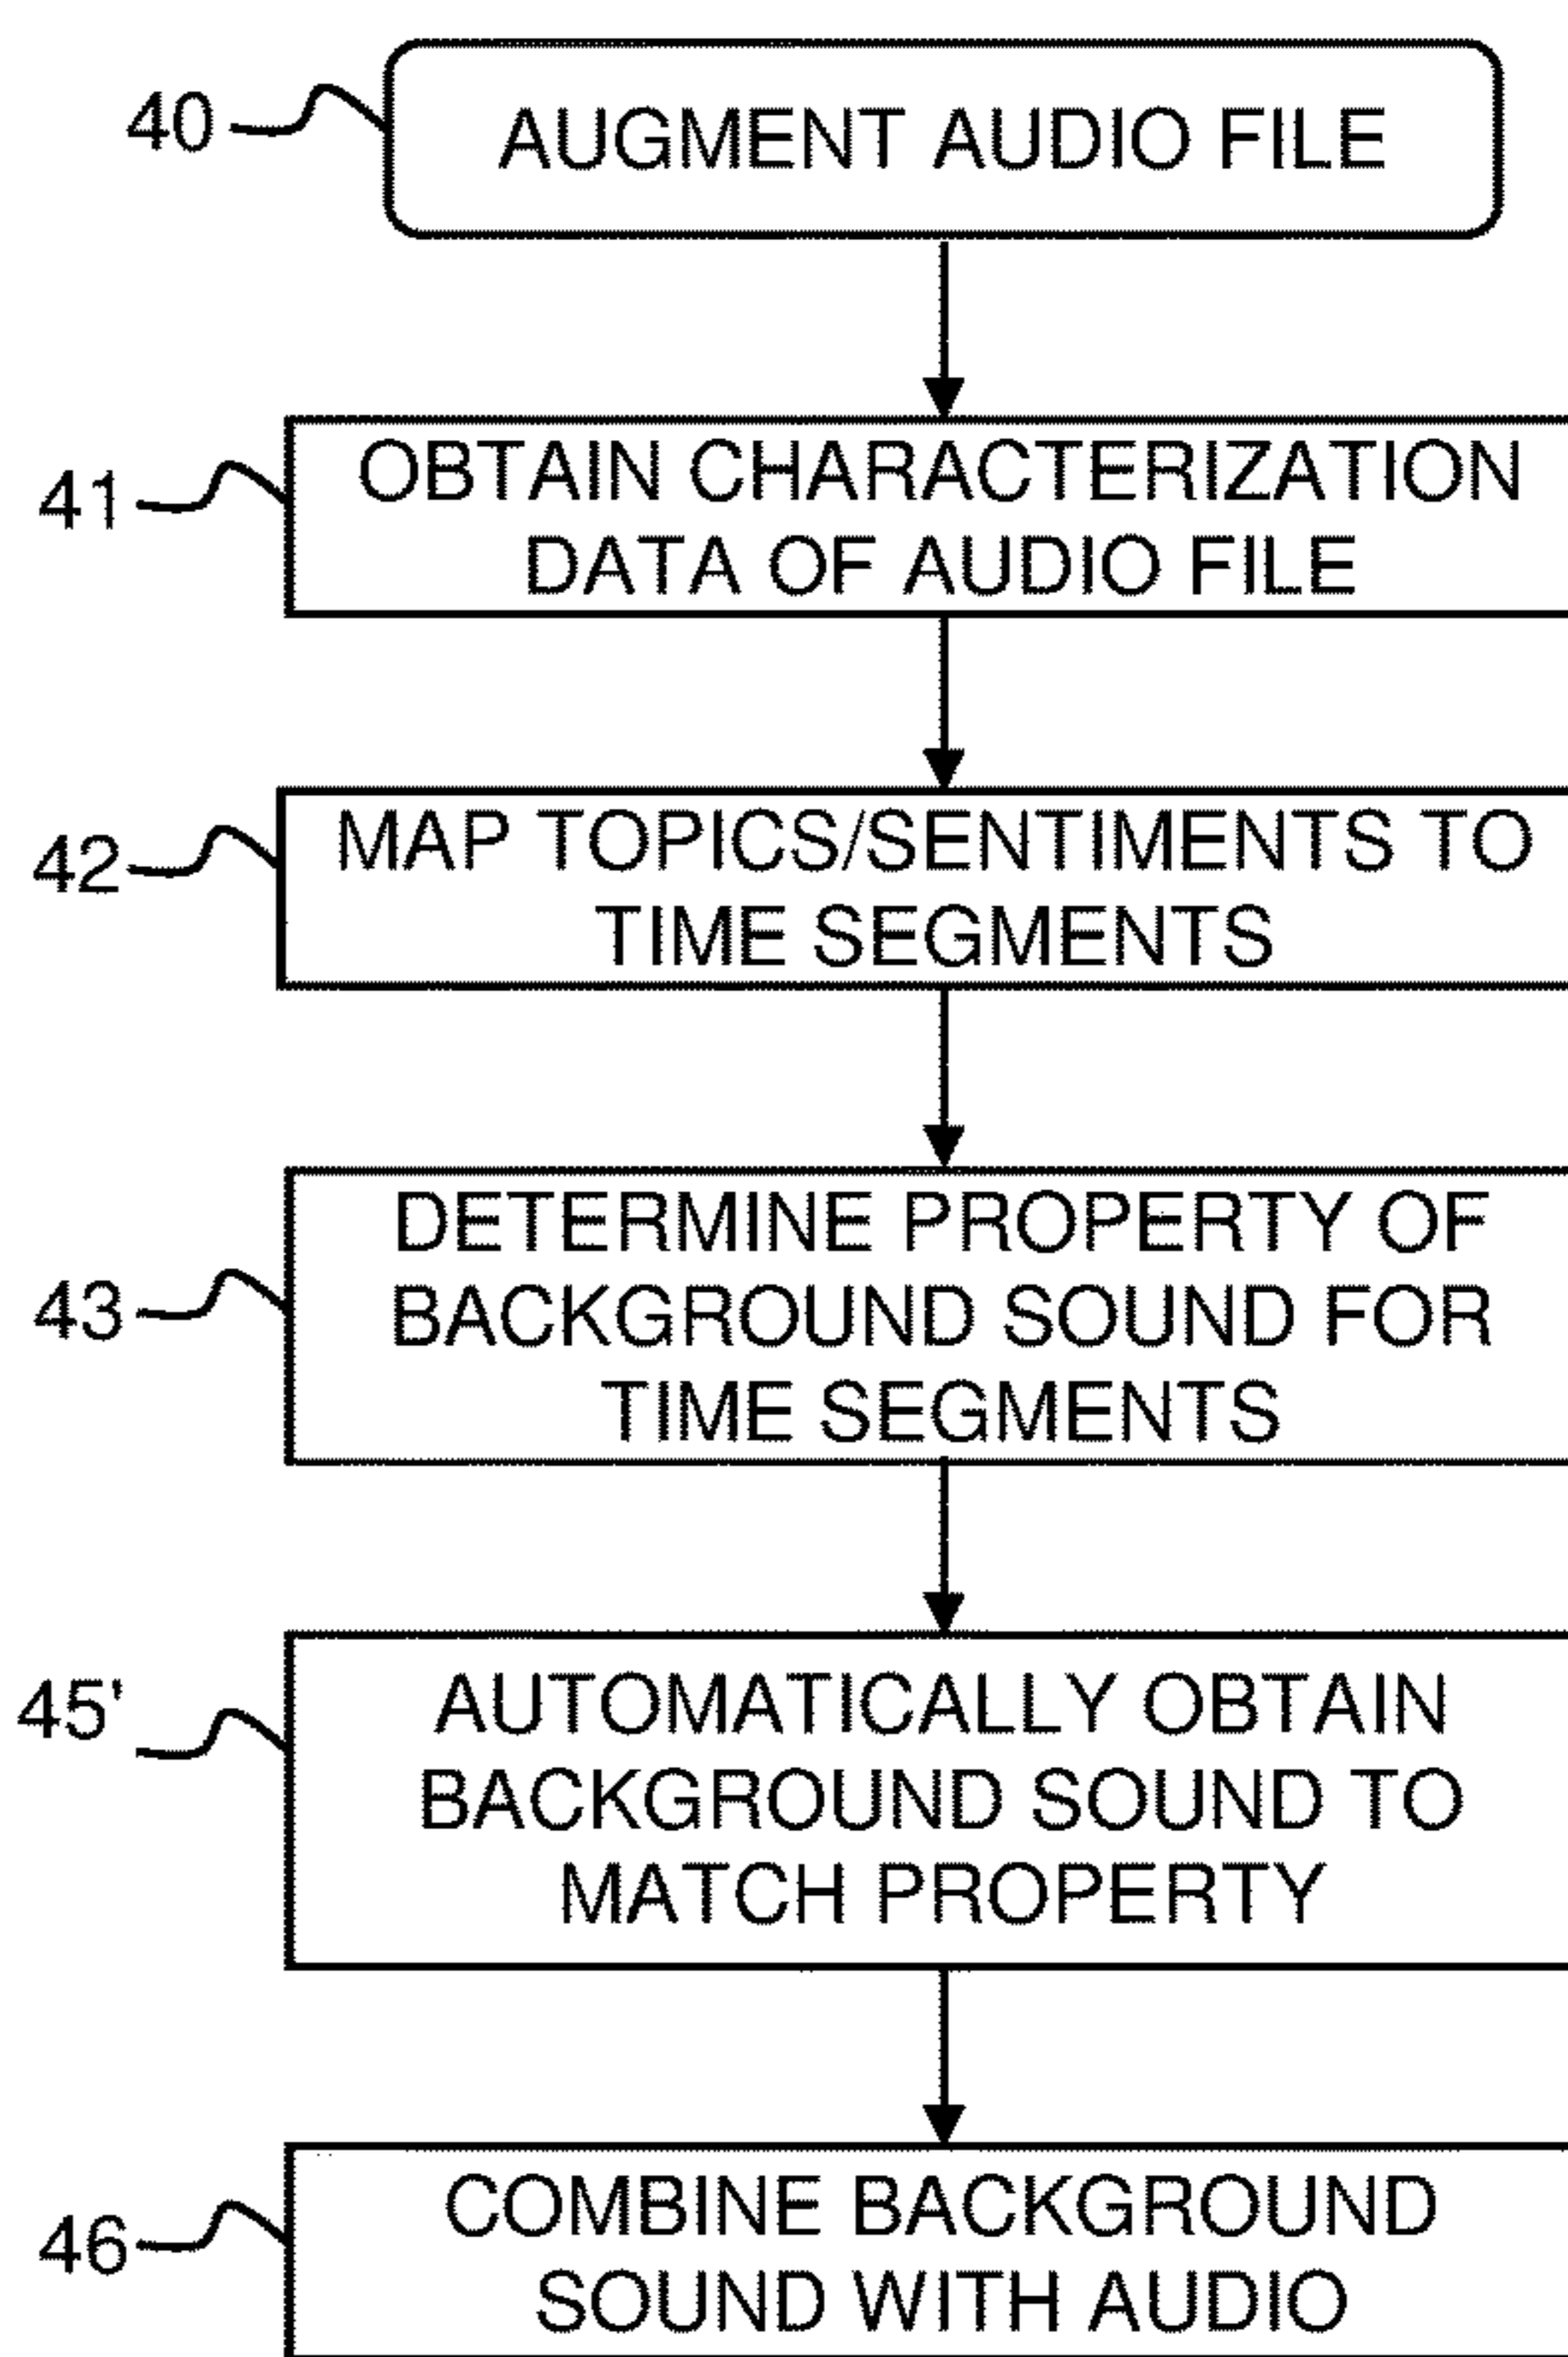 40
AUGMENT AUDIO FILE
41
OBTAIN CHARACTERIZATION
DATA OF AUDIO FILE
42
MAP TOPICS/SENTIMENTS TO
TIME SEGMENTS
43
DETERMINE PROPERTY OF
BACKGROUND SOUND FOR
TIME SEGMENTS
45'
AUTOMATICALLY OBTAIN
BACKGROUND SOUND TO
MATCH PROPERTY
46
COMBINE BACKGROUND
SOUND WITH AUDIO